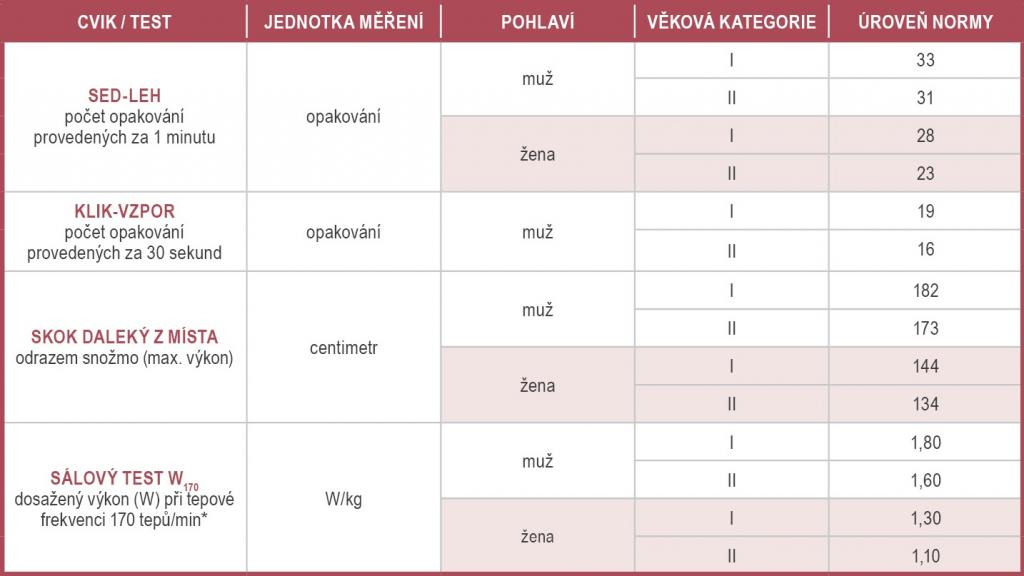 CVIK / TEST JEDNOTKA MĚŘENÍ POHLAVÍ VĚKOVÁ KATEGORIE ÚROVEŇ NORMY
SED-LEH
počet opakování
provedených za 1 minutu
opakování
muž
I 33
II 31
žena
I 28
II 23
KLIK-VZPOR
počet opakování
provedených za 30 sekund
opakování
muž
I 19
II 16
SKOK DALEKÝ Z MÍSTA
odrazem snožmo (max. výkon)
centimetr
muž
I 182
II 173
žena
I 144
II 134
SÁLOVÝ TEST W170
dosažený výkon (W) při tepové
frekvenci 170 tepů/min*
W/kg
muž
I 1,80
II 1,60
žena
I 1,30
II 1,10